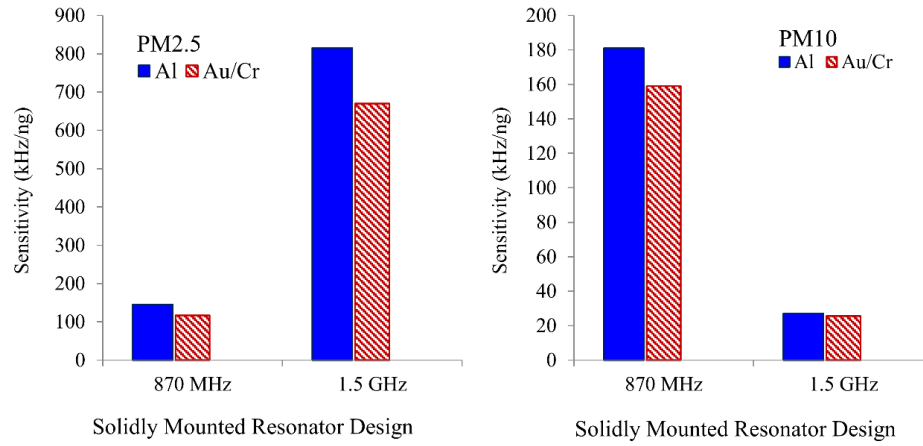 PM2.5
Al Au/Cr
900
800
700
600
500
400
300
200
100
0
Sensitivity (kHz/ng)
870 MHz 1.5 GHz
Solidly Mounted Resonator Design
PM10
Al Au/Cr
200
180
160
140
120
100
80
60
40
20
0
Sensitivity (kHz/ng)
870 MHz 1.5 GHz
Solidly Mounted Resonator Design